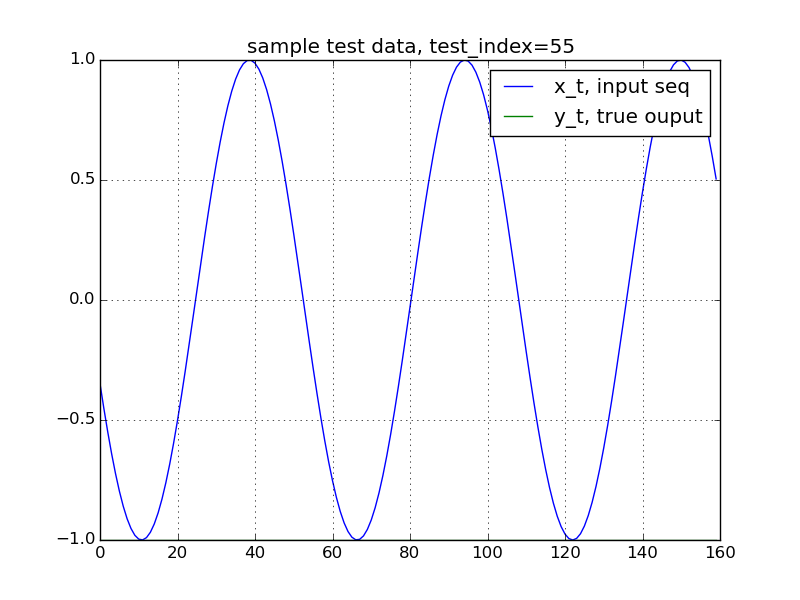 sample test data, test_index=55
x_t, input seq
y_t, true ouput
1.0
0.5
0.0
−0.5
−1.0
0 20 40 60 80 100 120 140 160